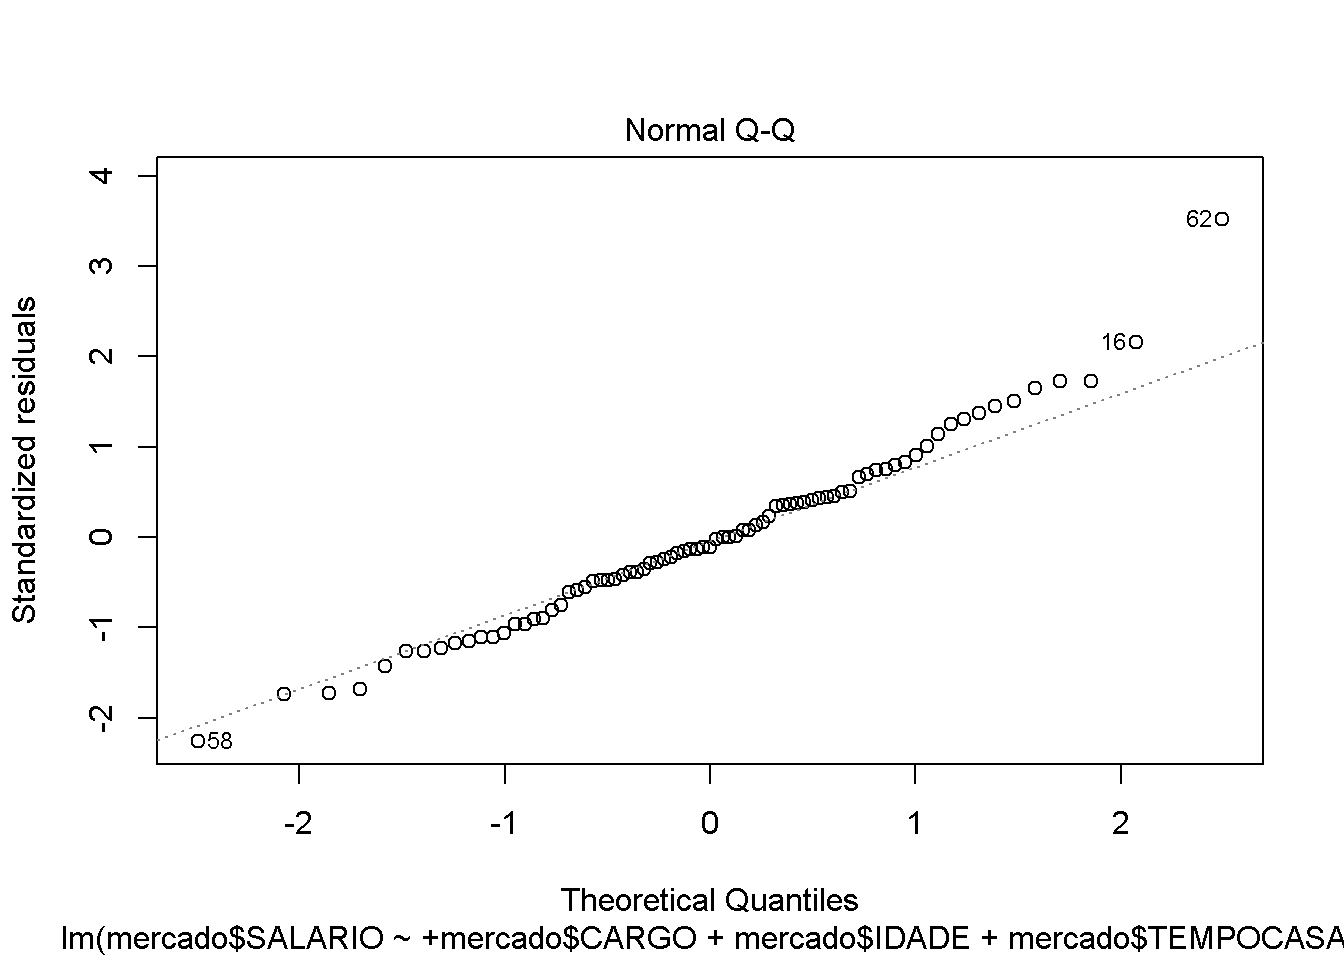 Normal Q-Q
Standardized residuals
4
3
2
1
0
-1
-2
62
16
58
-2 -1 0 1 2
Theoretical Quantiles
lm(mercado$SALARIO ~ +mercado$CARGO + mercado$IDADE + mercado$TEMPOCASA